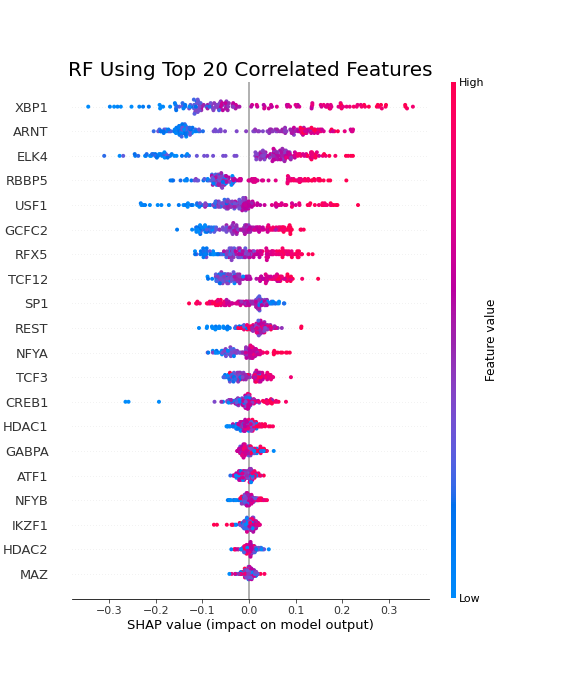 RF Using Top 20 Correlated Features
High
XBP1
ARNT
ELK4
RBBP5
USF1
GCFC2
RFX5
TCF12
SP1
REST
NFYA
TCF3
CREB1
HDAC1
GABPA
ATF1
NFYB
IKZF1
HDAC2
MAZ
Feature value
Low
−0.3 −0.2 −0.1 0.0 0.1 0.2 0.3
SHAP value (impact on model output)